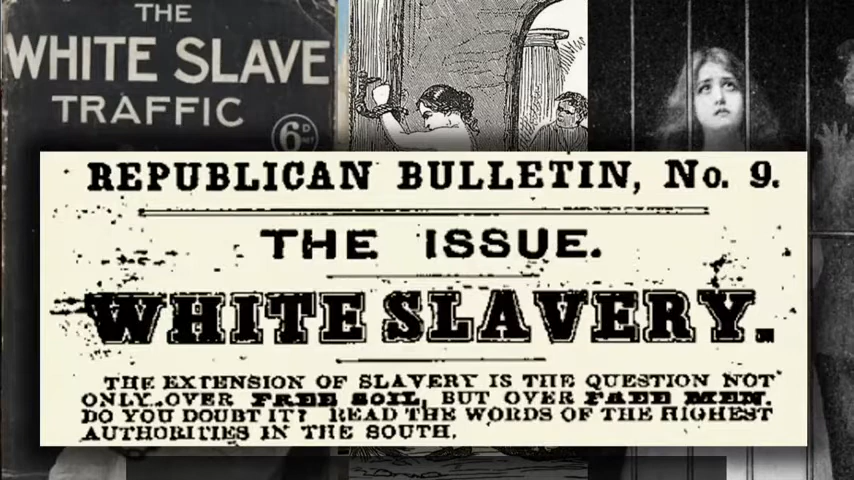 THE
WHITE SLAVE
TRAFFIC
6D
REPUBLICAN BULLETIN, No. 9.
THE ISSUE.
WHITE SLAVERY.
THE EXTENSION OF SLAVERY IS THE QUESTION NOT
ONLY OVER FREE SOIL, BUT OVER FREE MEN.
DO YOU DOUBT IT? READ THE WORDS OF THE HIGHEST
AUTHORITIES IN THE SOUTH.